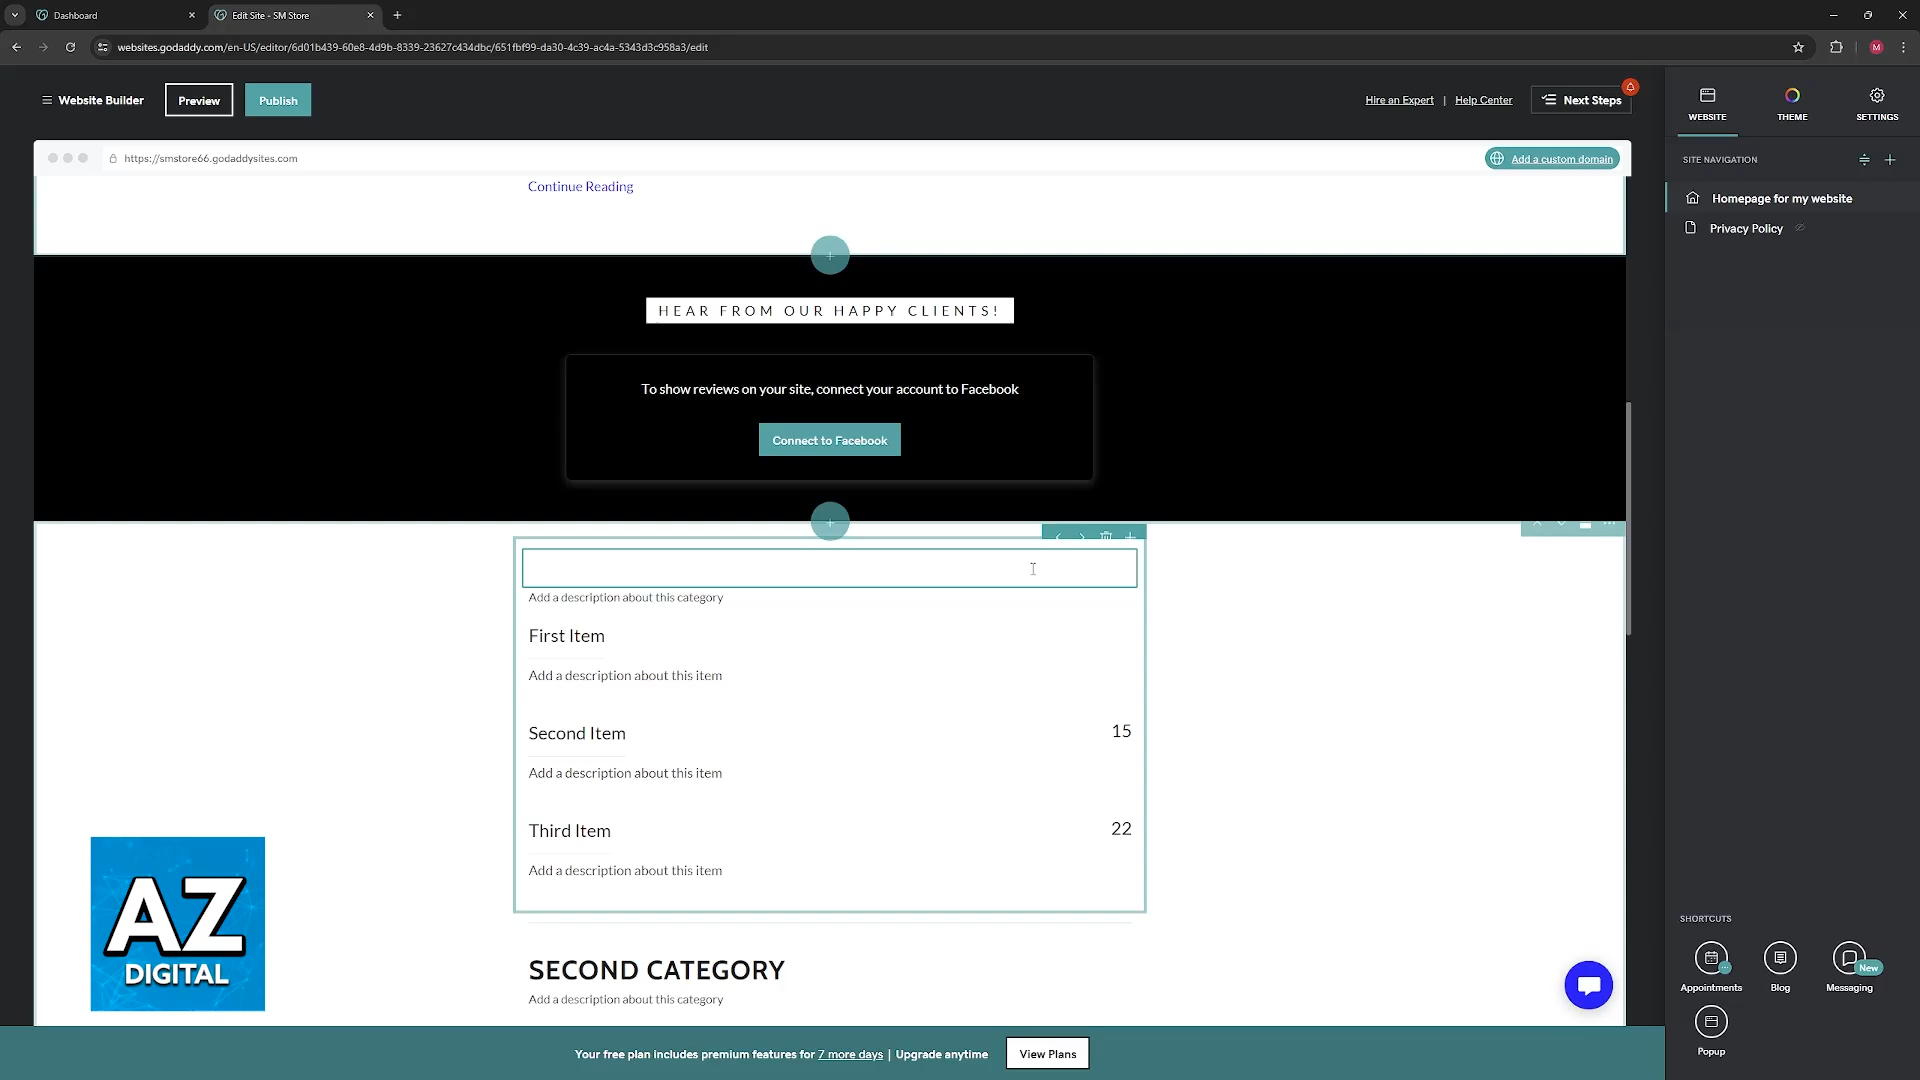 Dashboard
Edit Site - SM Store
websites.godaddy.com/en-US/editor/6d01b439-60e8-4d9b-8339-23627c434dbc/651fbf99-da30-4c39-ac4a-5343d3c958a3/edit
M
Website Builder
Preview
Publish
Hire an Expert | Help Center
Next Steps
WEBSITE
THEME
SETTINGS
https://smstore66.godaddysites.com
Add a custom domain
SITE NAVIGATION
Homepage for my website
Privacy Policy
Continue Reading
HEAR FROM OUR HAPPY CLIENTS!
To show reviews on your site, connect your account to Facebook
Connect to Facebook
Add a description about this category
First Item
Add a description about this item
Second Item 15
Add a description about this item
Third Item 22
Add a description about this item
SECOND CATEGORY
Add a description about this category
AZ
DIGITAL
SHORTCUTS
New
Appointments
Blog
Messaging
Popup
Your free plan includes premium features for 7 more days | Upgrade anytime
View Plans